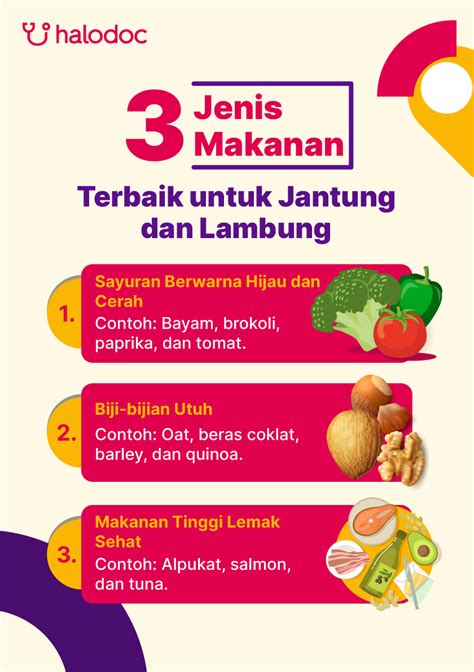 halodoc
3 Jenis
Makanan
Terbaik untuk Jantung
dan Lambung
1.
Sayuran Berwarna Hijau dan
Cerah
Contoh: Bayam, brokoli,
paprika, dan tomat.
2.
Biji-bijian Utuh
Contoh: Oat, beras coklat,
barley, dan quinoa.
3.
Makanan Tinggi Lemak
Sehat
Contoh: Alpukat, salmon,
dan tuna.